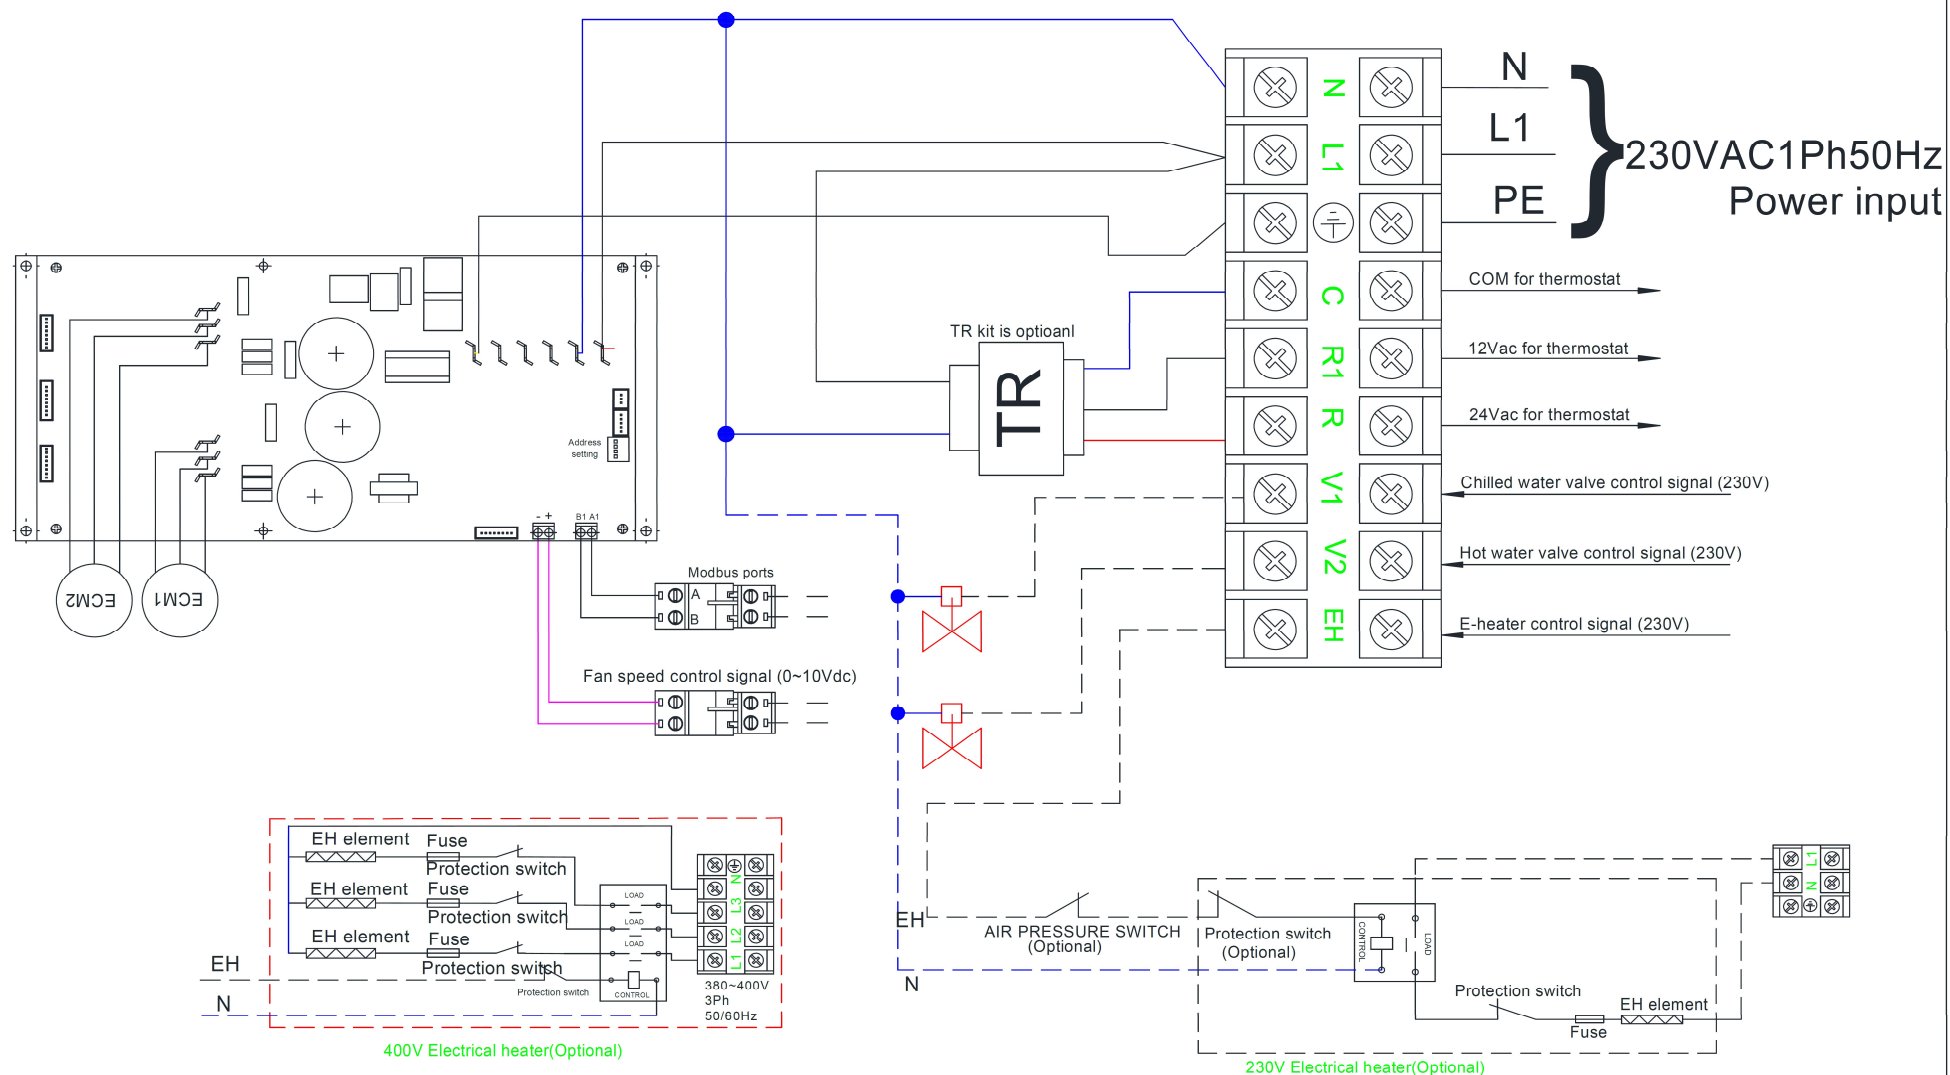 N
L1
PE
230VAC1Ph50Hz
Power input
N
L1
C
R1
R
V1
V2
EH
COM for thermostat
12Vac for thermostat
24Vac for thermostat
Chilled water valve control signal (230V)
Hot water valve control signal (230V)
E-heater control signal (230V)
TR kit is optioanl
TR
Address
setting
- +
B1 A1
ECM2
ECM1
Modbus ports
A
B
Fan speed control signal (0~10Vdc)
EH element
Fuse
Protection switch
EH element
Fuse
Protection switch
EH element
Fuse
Protection switch
EH
N
Protection switch
LOAD
LOAD
LOAD
CONTROL
N
L3
L2
L1
380~400V
3Ph
50/60Hz
400V Electrical heater(Optional)
EH
AIR PRESSURE SWITCH
(Optional)
N
Protection switch
(Optional)
CONTROL
LOAD
L1
N
Protection switch
EH element
Fuse
230V Electrical heater(Optional)